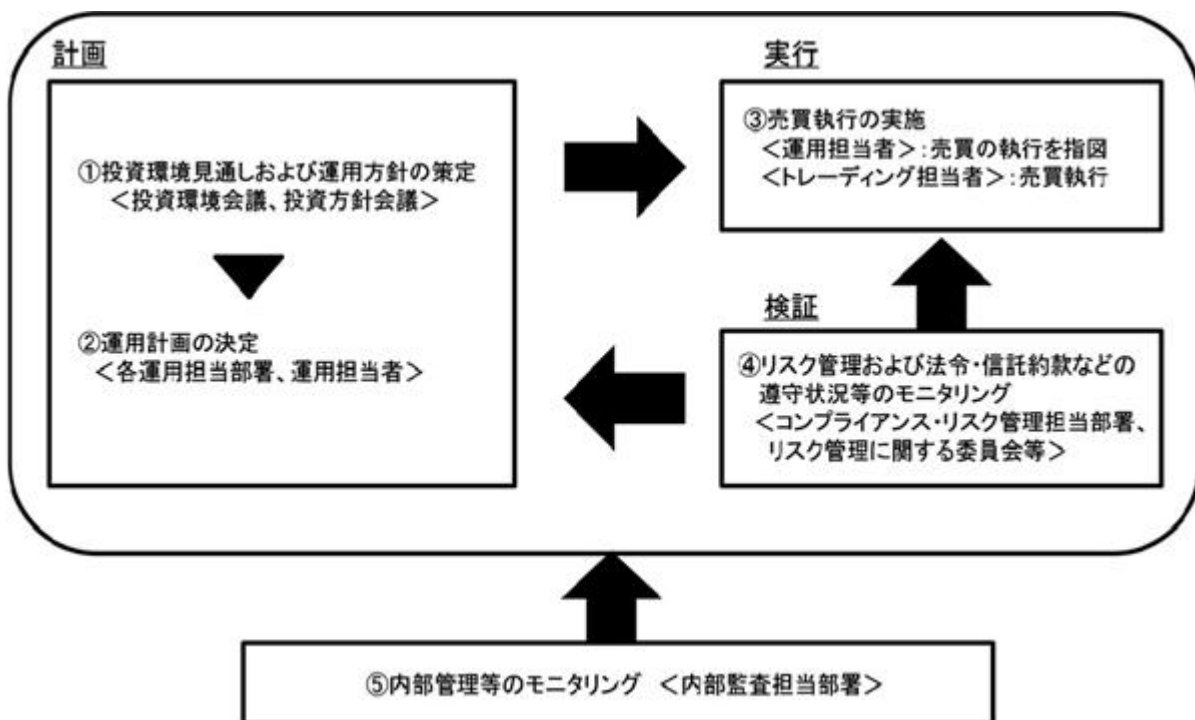 計画
①投資環境見通しおよび運用方針の策定
＜投資環境会議、投資方針会議＞
②運用計画の決定
＜各運用担当部署、運用担当者＞
実行
③売買執行の実施
＜運用担当者＞:売買の執行を指図
＜トレーディング担当者＞:売買執行
検証
④リスク管理および法令・信託約款などの
遵守状況等のモニタリング
＜コンプライアンス・リスク管理担当部署、
リスク管理に関する委員会等＞
⑤内部管理等のモニタリング ＜内部監査担当部署＞